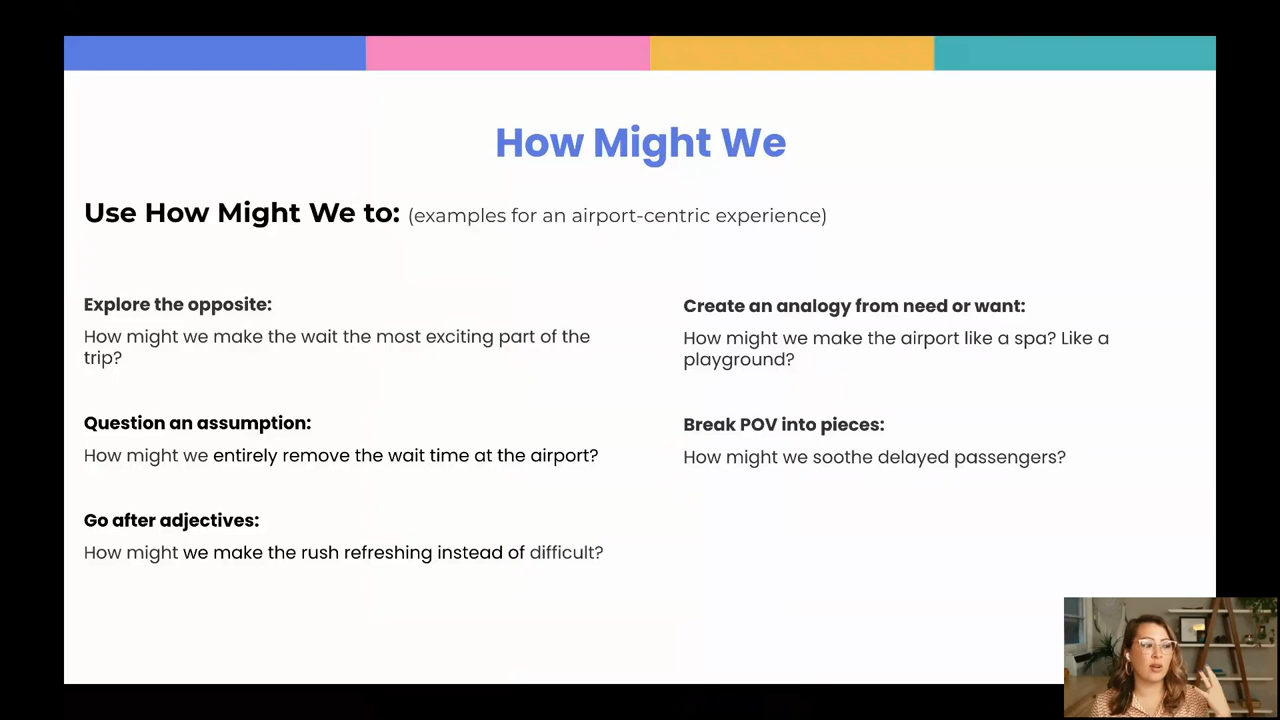 How Might We
Use How Might We to: (examples for an airport-centric experience)
Explore the opposite:
How might we make the wait the most exciting part of the
trip?
Question an assumption:
How might we entirely remove the wait time at the airport?
Go after adjectives:
How might we make the rush refreshing instead of difficult?
Create an analogy from need or want:
How might we make the airport like a spa? Like a
playground?
Break POV into pieces:
How might we soothe delayed passengers?